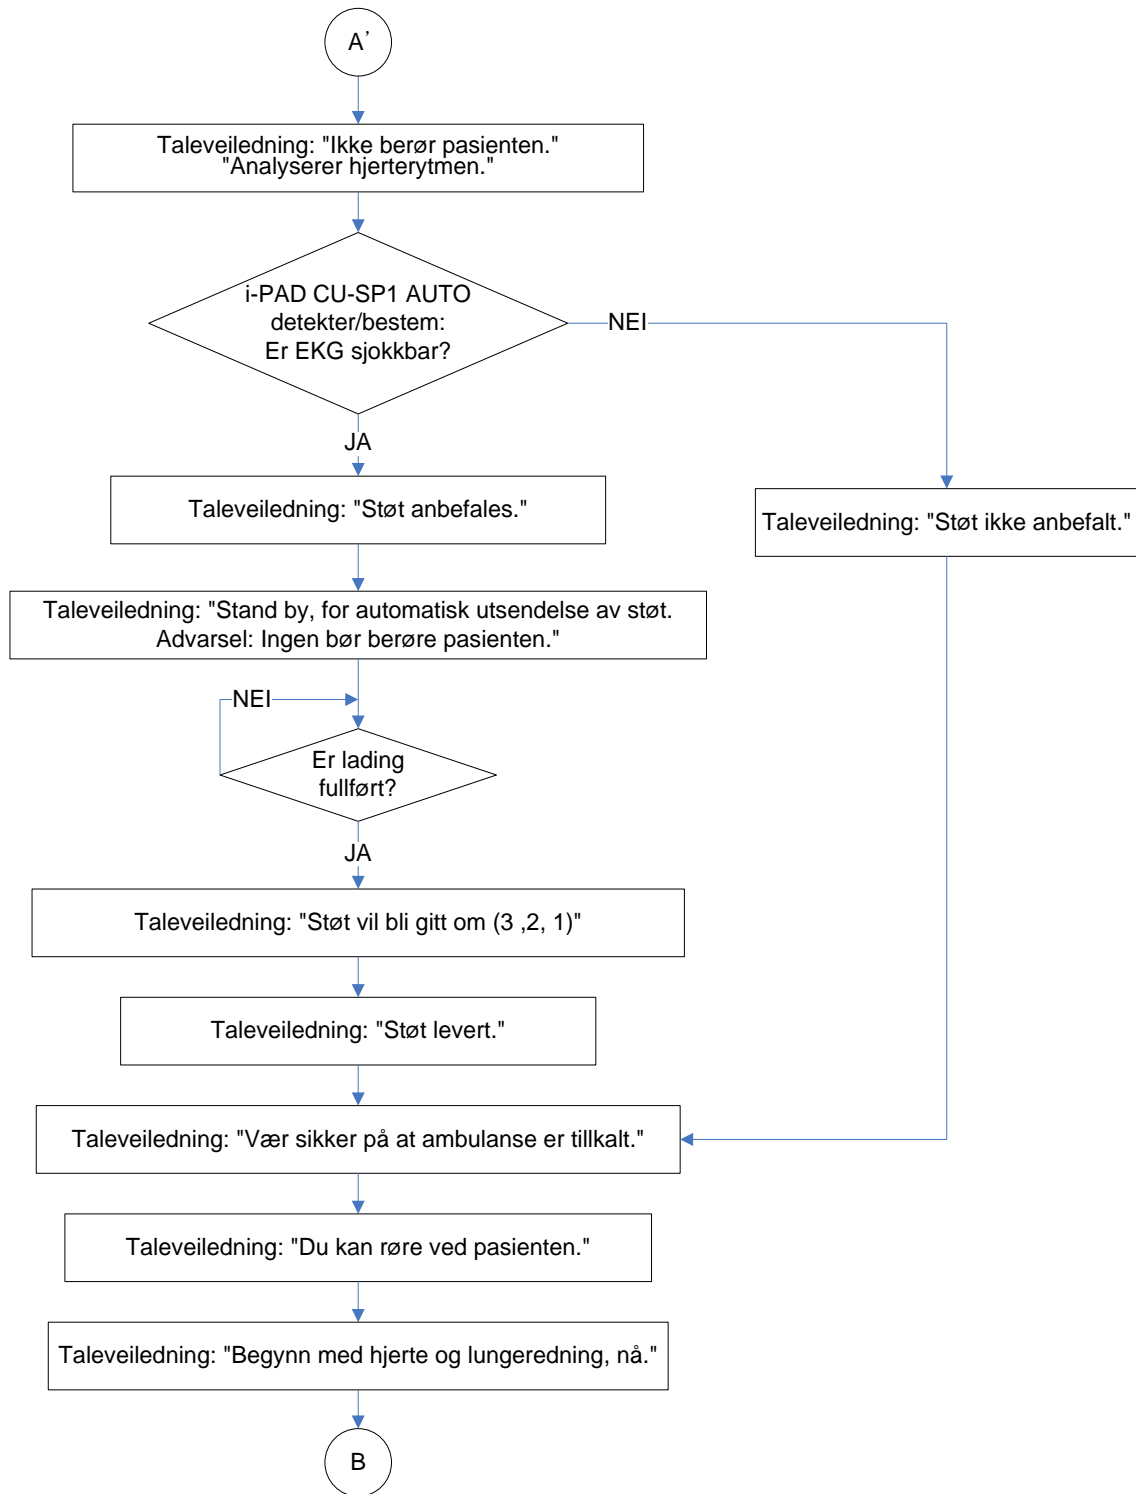 A’
Taleveiledning: "Ikke berør pasienten."
"Analyserer hjerterytmen."
i-PAD CU-SP1 AUTO
detekter/bestem:
Er EKG sjokkbar?
NEI
JA
Taleveiledning: "Støt anbefales."
Taleveiledning: "Støt ikke anbefalt."
Taleveiledning: "Stand by, for automatisk utsendelse av støt.
Advarsel: Ingen bør berøre pasienten."
NEI
Er lading
fullført?
JA
Taleveiledning: "Støt vil bli gitt om (3 ,2, 1)"
Taleveiledning: "Støt levert."
Taleveiledning: "Vær sikker på at ambulanse er tillkalt."
Taleveiledning: "Du kan røre ved pasienten."
Taleveiledning: "Begynn med hjerte og lungeredning, nå."
B